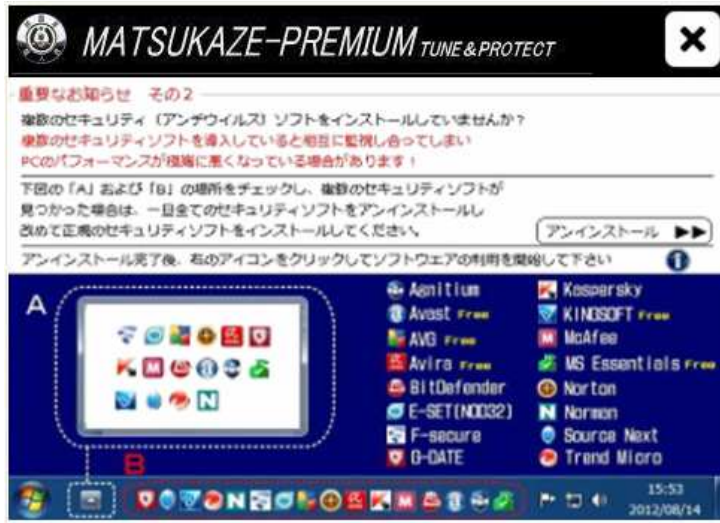 MATSUKAZE-PREMIUM TUNE&PROTECT
重要なお知らせ その2
複数のセキュリティ(アンチウイルス)ソフトをインストールしていませんか?
複数のセキュリティソフトを導入していると相互に監視し合ってしまい
PCのパフォーマンスが極端に悪くなっている場合があります!
下図の「A」および「B」の場所をチェックし、複数のセキュリティソフトが
見つかった場合は、一旦全てのセキュリティソフトをアンインストールし
改めて正規のセキュリティソフトをインストールしてください。
アンインストール ▶▶
アンインストール完了後、右のアイコンをクリックしてソフトウエアの利用を開始して下さい
A
Agnitium
Avast Free
AVG Free
Avira Free
BitDefender
E-SET(NOD32)
F-secure
G-DATE
Kaspersky
KINGSOFT Free
McAfee
MS Essentials Free
Norton
Norman
Source Next
Trend Micro
B
15:53
2012/08/14